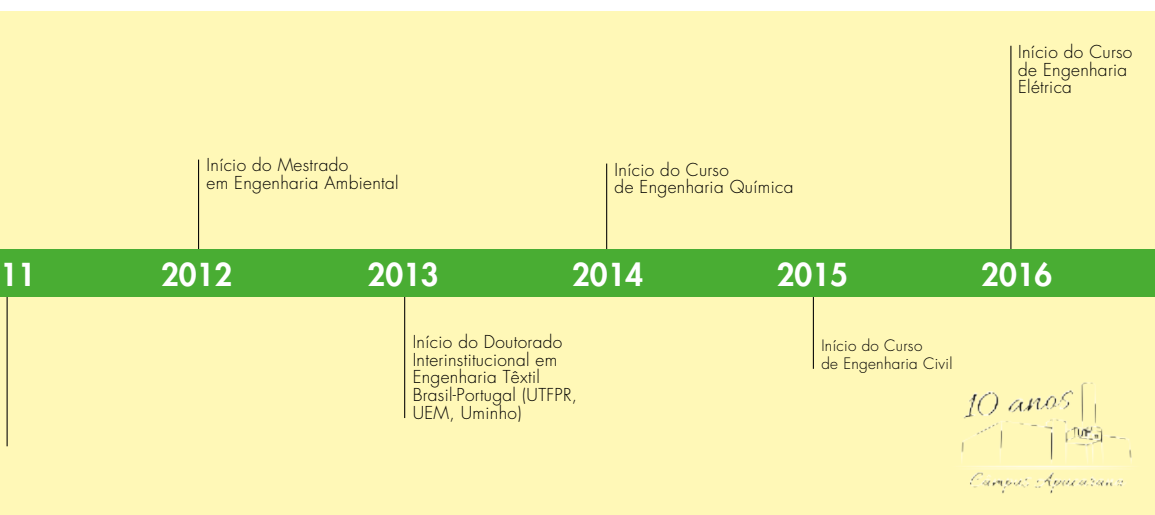 Início do Curso
de Engenharia
Elétrica
Início do Mestrado
em Engenharia Ambiental
Início do Curso
de Engenharia Química
11
2012
2013
2014
2015
2016
Início do Doutorado
Interinstitucional em
Engenharia Têxtil
Brasil-Portugal (UTFPR,
UEM, Uminho)
Início do Curso
de Engenharia Civil
10 anos
Campus Apucarana